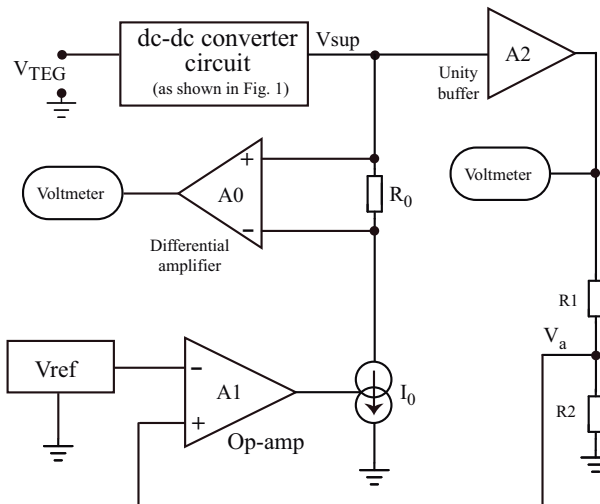 dc-dc converter
circuit
(as shown in Fig. 1)
V_TEG
Vsup
A2
Unity
buffer
Voltmeter
+
A0
-
R_0
Differential
amplifier
Voltmeter
R1
V_a
Vref
-
A1
+
Op-amp
I_0
R2